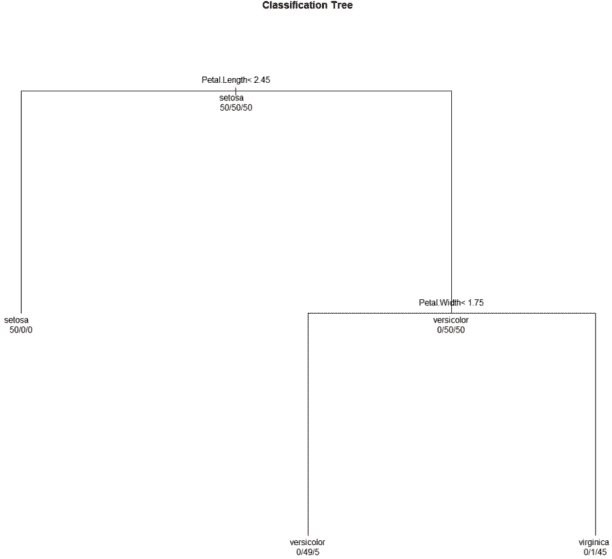 Classification Tree
Petal.Length< 2.45
setosa
50/50/50
Petal.Width< 1.75
setosa
50/0/0
versicolor
0/50/50
versicolor
0/49/5
virginica
0/1/45